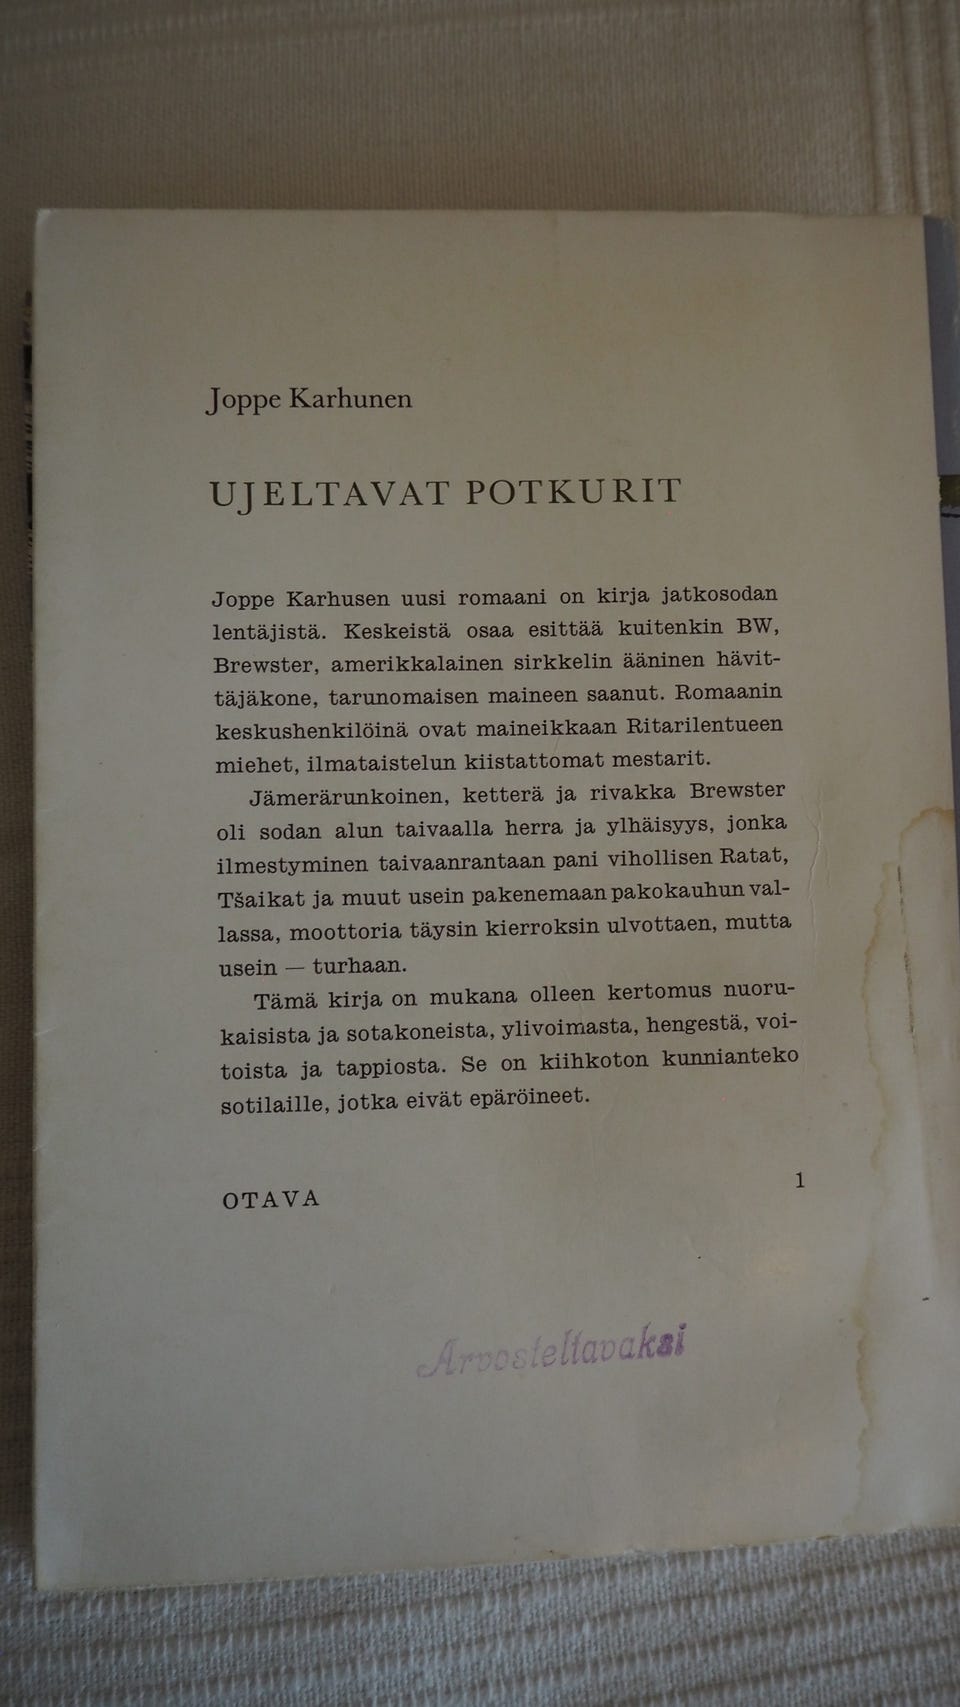 Joppe Karhunen
UJELTAVAT POTKURIT
Joppe Karhusen uusi romaani on kirja jatkosodan
lentäjistä. Keskeistä osaa esittää kuitenkin BW,
Brewster, amerikkalainen sirkkelin ääninen hävit-
täjäkone, tarunomaisen maineen saanut. Romaanin
keskushenkilöinä ovat maineikkaan Ritarilentueen
miehet, ilmataistelun kiistattomat mestarit.
Jämerärunkoinen, ketterä ja rivakka Brewster
oli sodan alun taivaalla herra ja ylhäisyys, jonka
ilmestyminen taivaanrantaan pani vihollisen Ratat,
Tšaikat ja muut usein pakenemaan pakokauhun val-
lassa, moottoria täysin kierroksin ulvottaen, mutta
usein — turhaan.
Tämä kirja on mukana olleen kertomus nuoru-
kaisista ja sotakoneista, ylivoimasta, hengestä, voi-
toista ja tappiosta. Se on kiihkoton kunnianteko
sotilaille, jotka eivät epäröineet.
OTAVA 1
Arvosteltavaksi